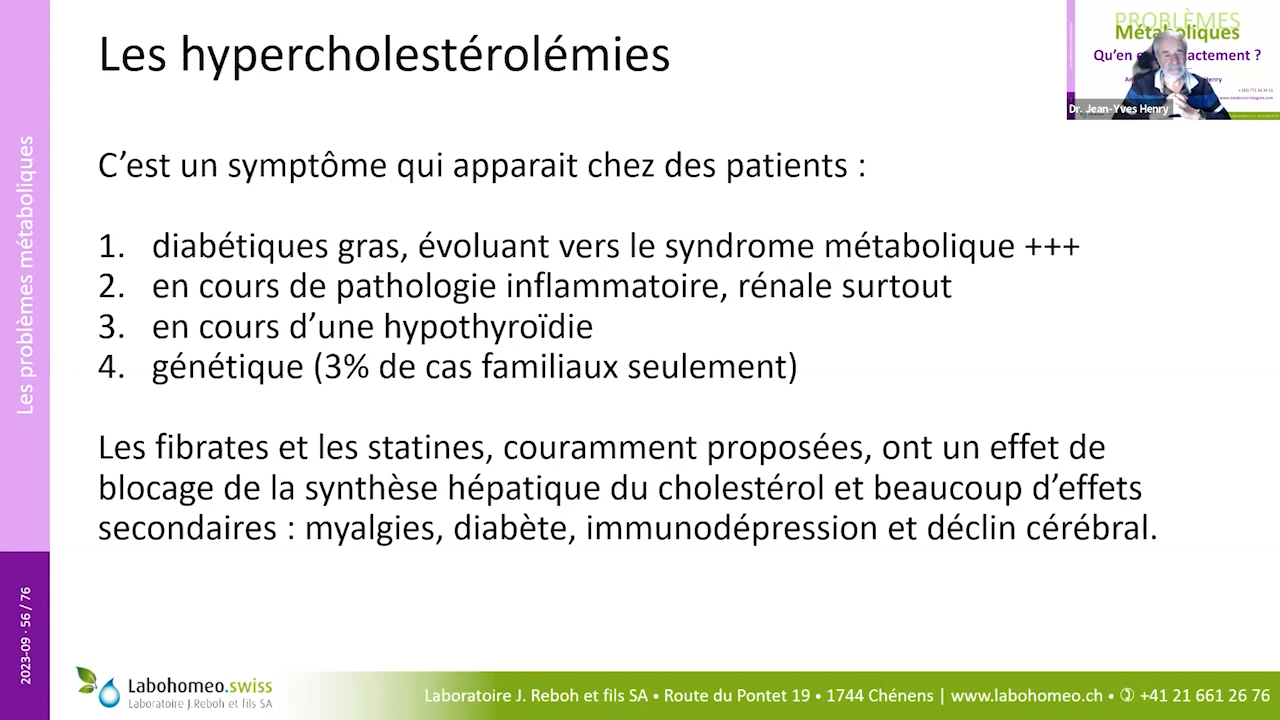 Les hypercholestérolémies
C’est un symptôme qui apparait chez des patients :
1. diabétiques gras, évoluant vers le syndrome métabolique +++
2. en cours de pathologie inflammatoire, rénale surtout
3. en cours d’une hypothyroïdie
4. génétique (3% de cas familiaux seulement)
Les fibrates et les statines, couramment proposées, ont un effet de
blocage de la synthèse hépatique du cholestérol et beaucoup d’effets
secondaires : myalgies, diabète, immunodépression et déclin cérébral.
Les problèmes métaboliques
2023-09 · 56 / 76
Labohomeo.swiss
Laboratoire J.Reboh et fils SA
Laboratoire J. Reboh et fils SA • Route du Pontet 19 • 1744 Chénens | www.labohomeo.ch • ✆ +41 21 661 26 76
PROBLÈMES
Métaboliques
Qu’en actement ?
Henry
Dr. Jean-Yves Henry